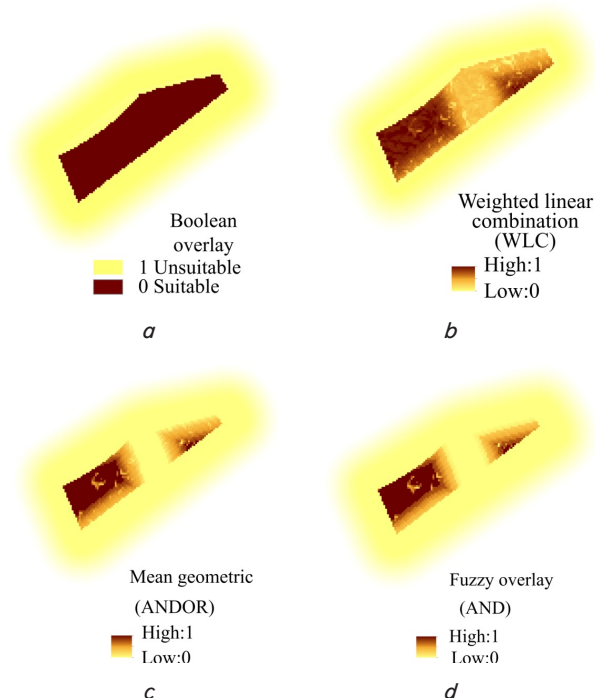 Boolean
overlay
1 Unsuitable
0 Suitable
a
Weighted linear
combination
(WLC)
High:1
Low:0
b
Mean geometric
(ANDOR)
High:1
Low:0
c
Fuzzy overlay
(AND)
High:1
Low:0
d